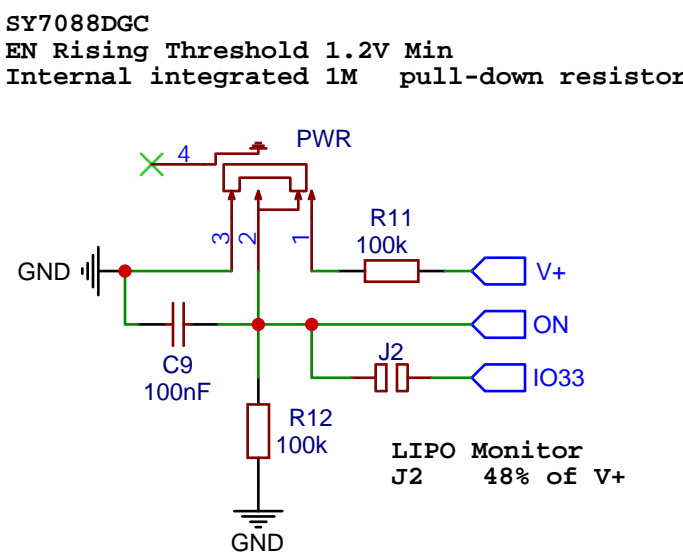 SY7088DGC
EN Rising Threshold 1.2V Min
Internal integrated 1M pull-down resistor
PWR
4
3
2
1
R11
100k
GND
V+
ON
C9
100nF
J2
IO33
R12
100k
LIPO Monitor
J2 48% of V+
GND